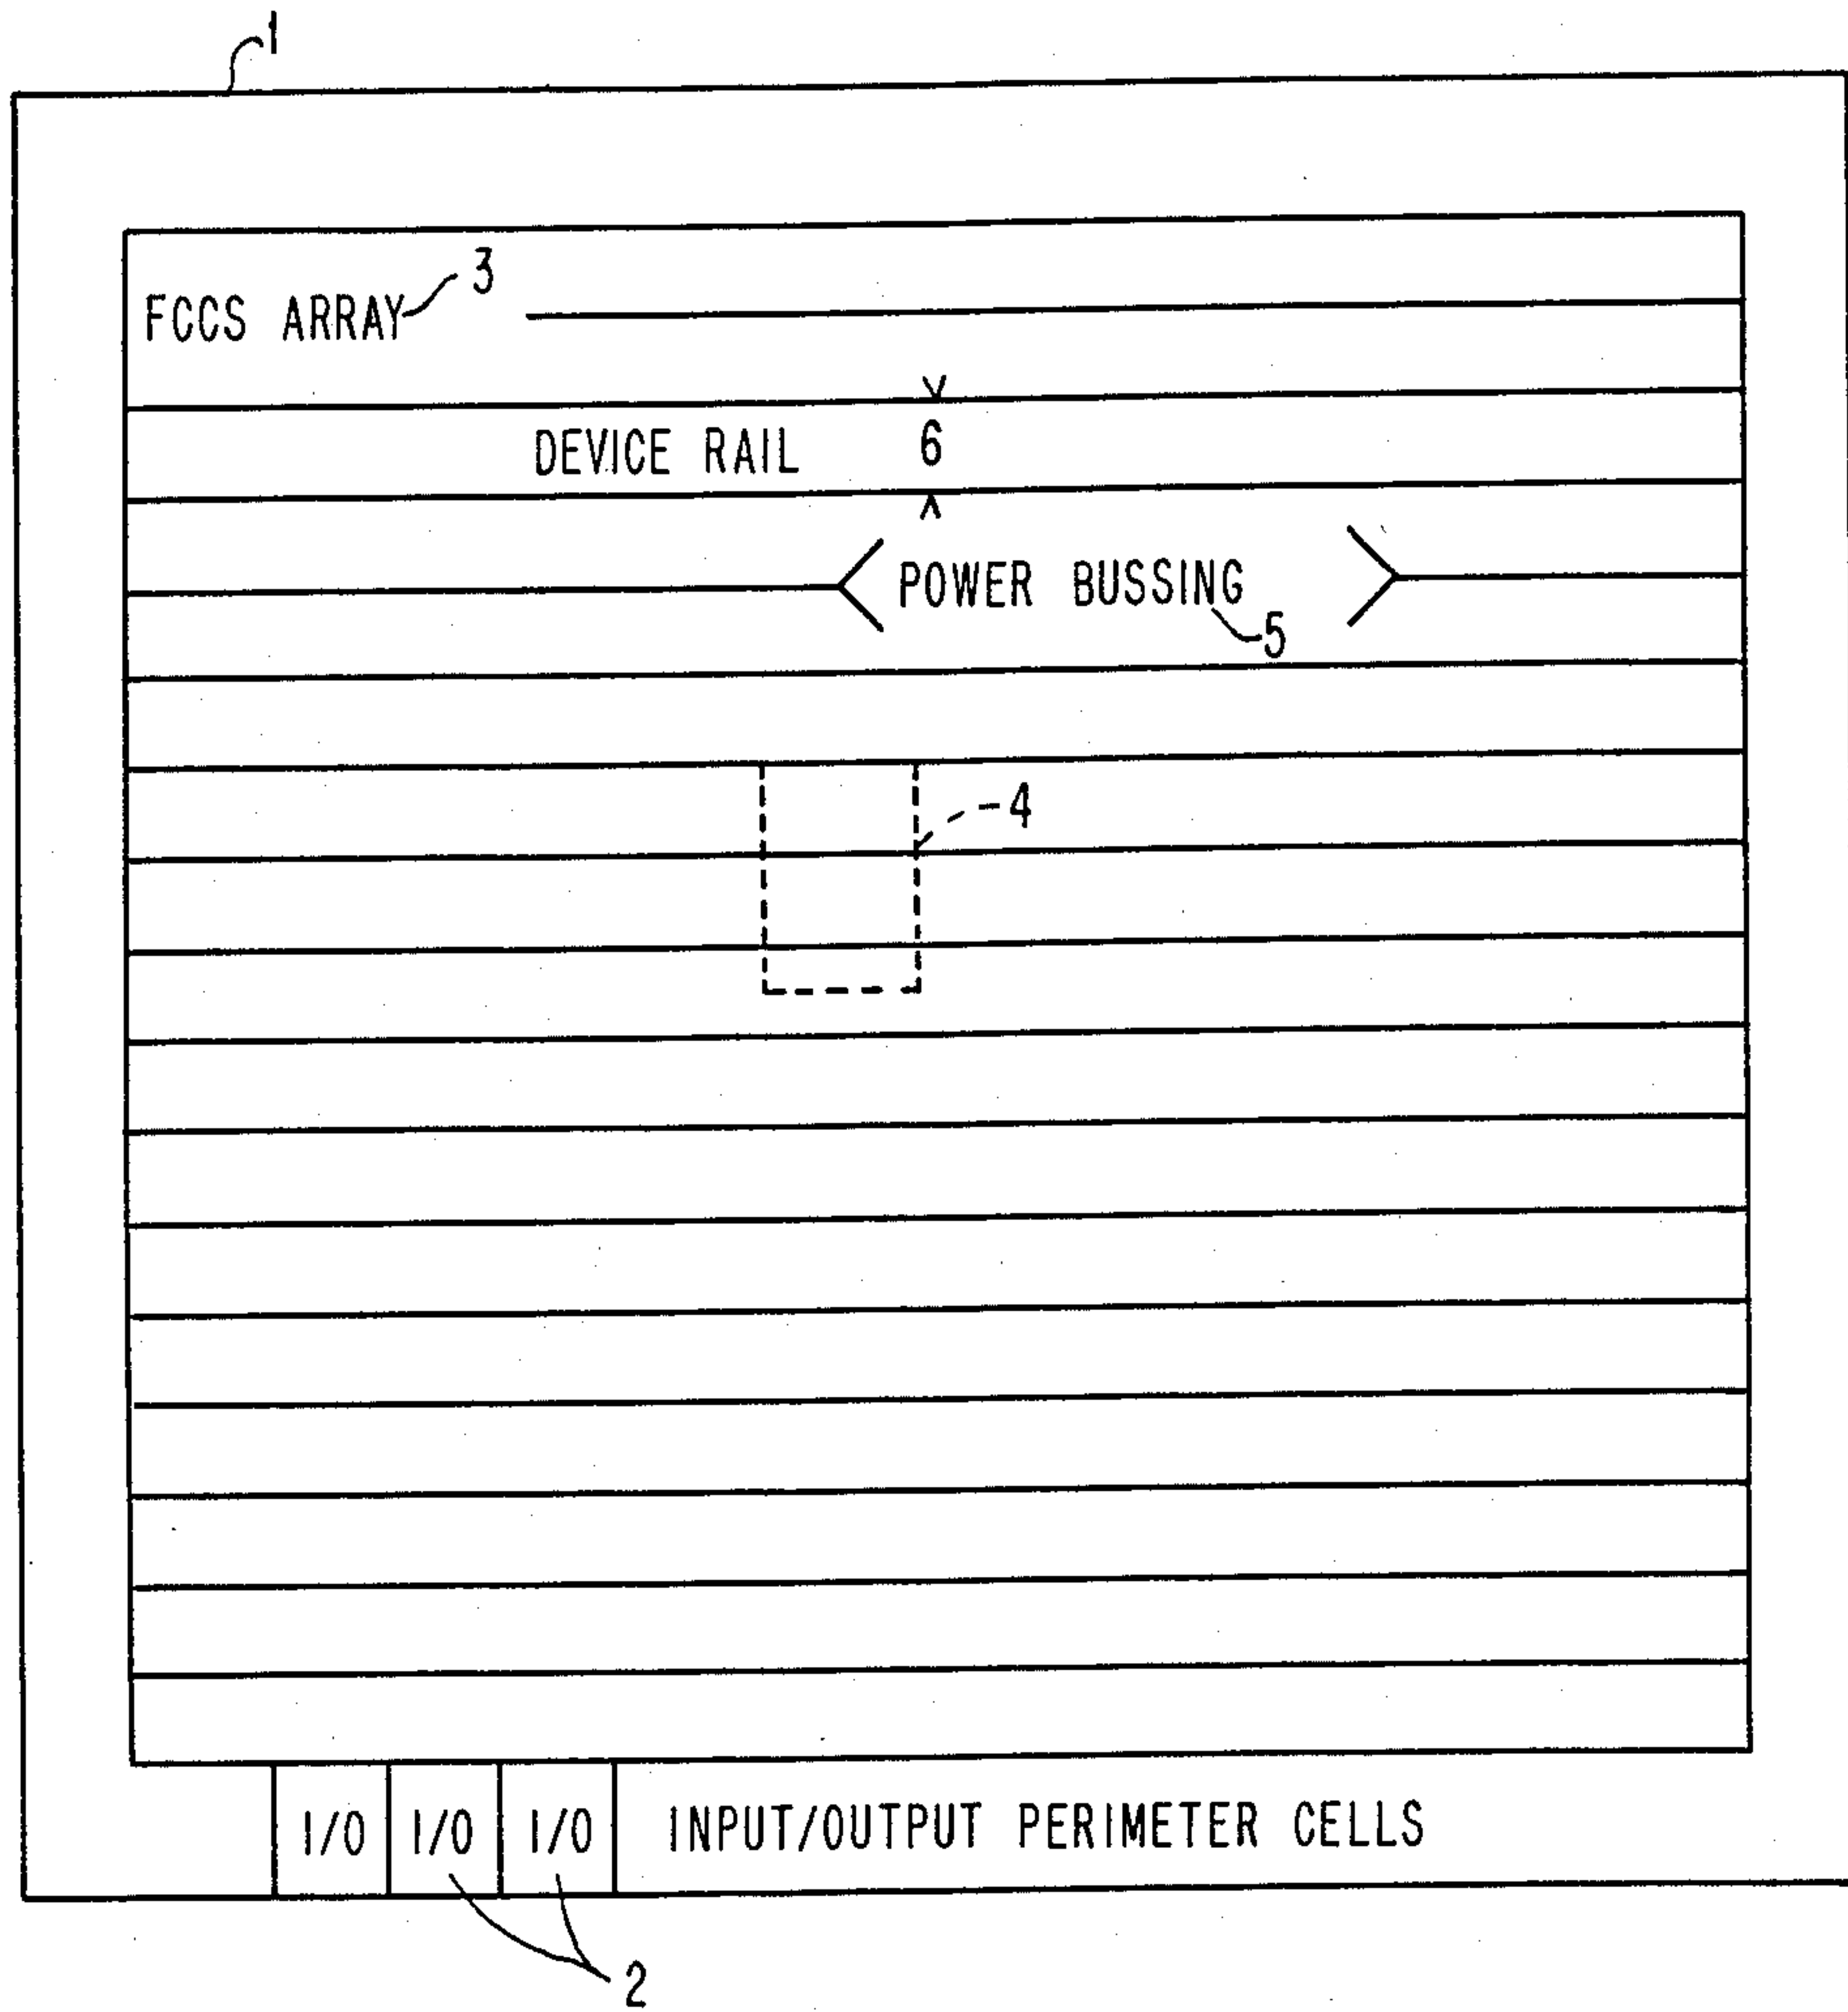 1
FCCS ARRAY 3
DEVICE RAIL 6
POWER BUSSING
5
4
I/O I/O I/O INPUT/OUTPUT PERIMETER CELLS
2